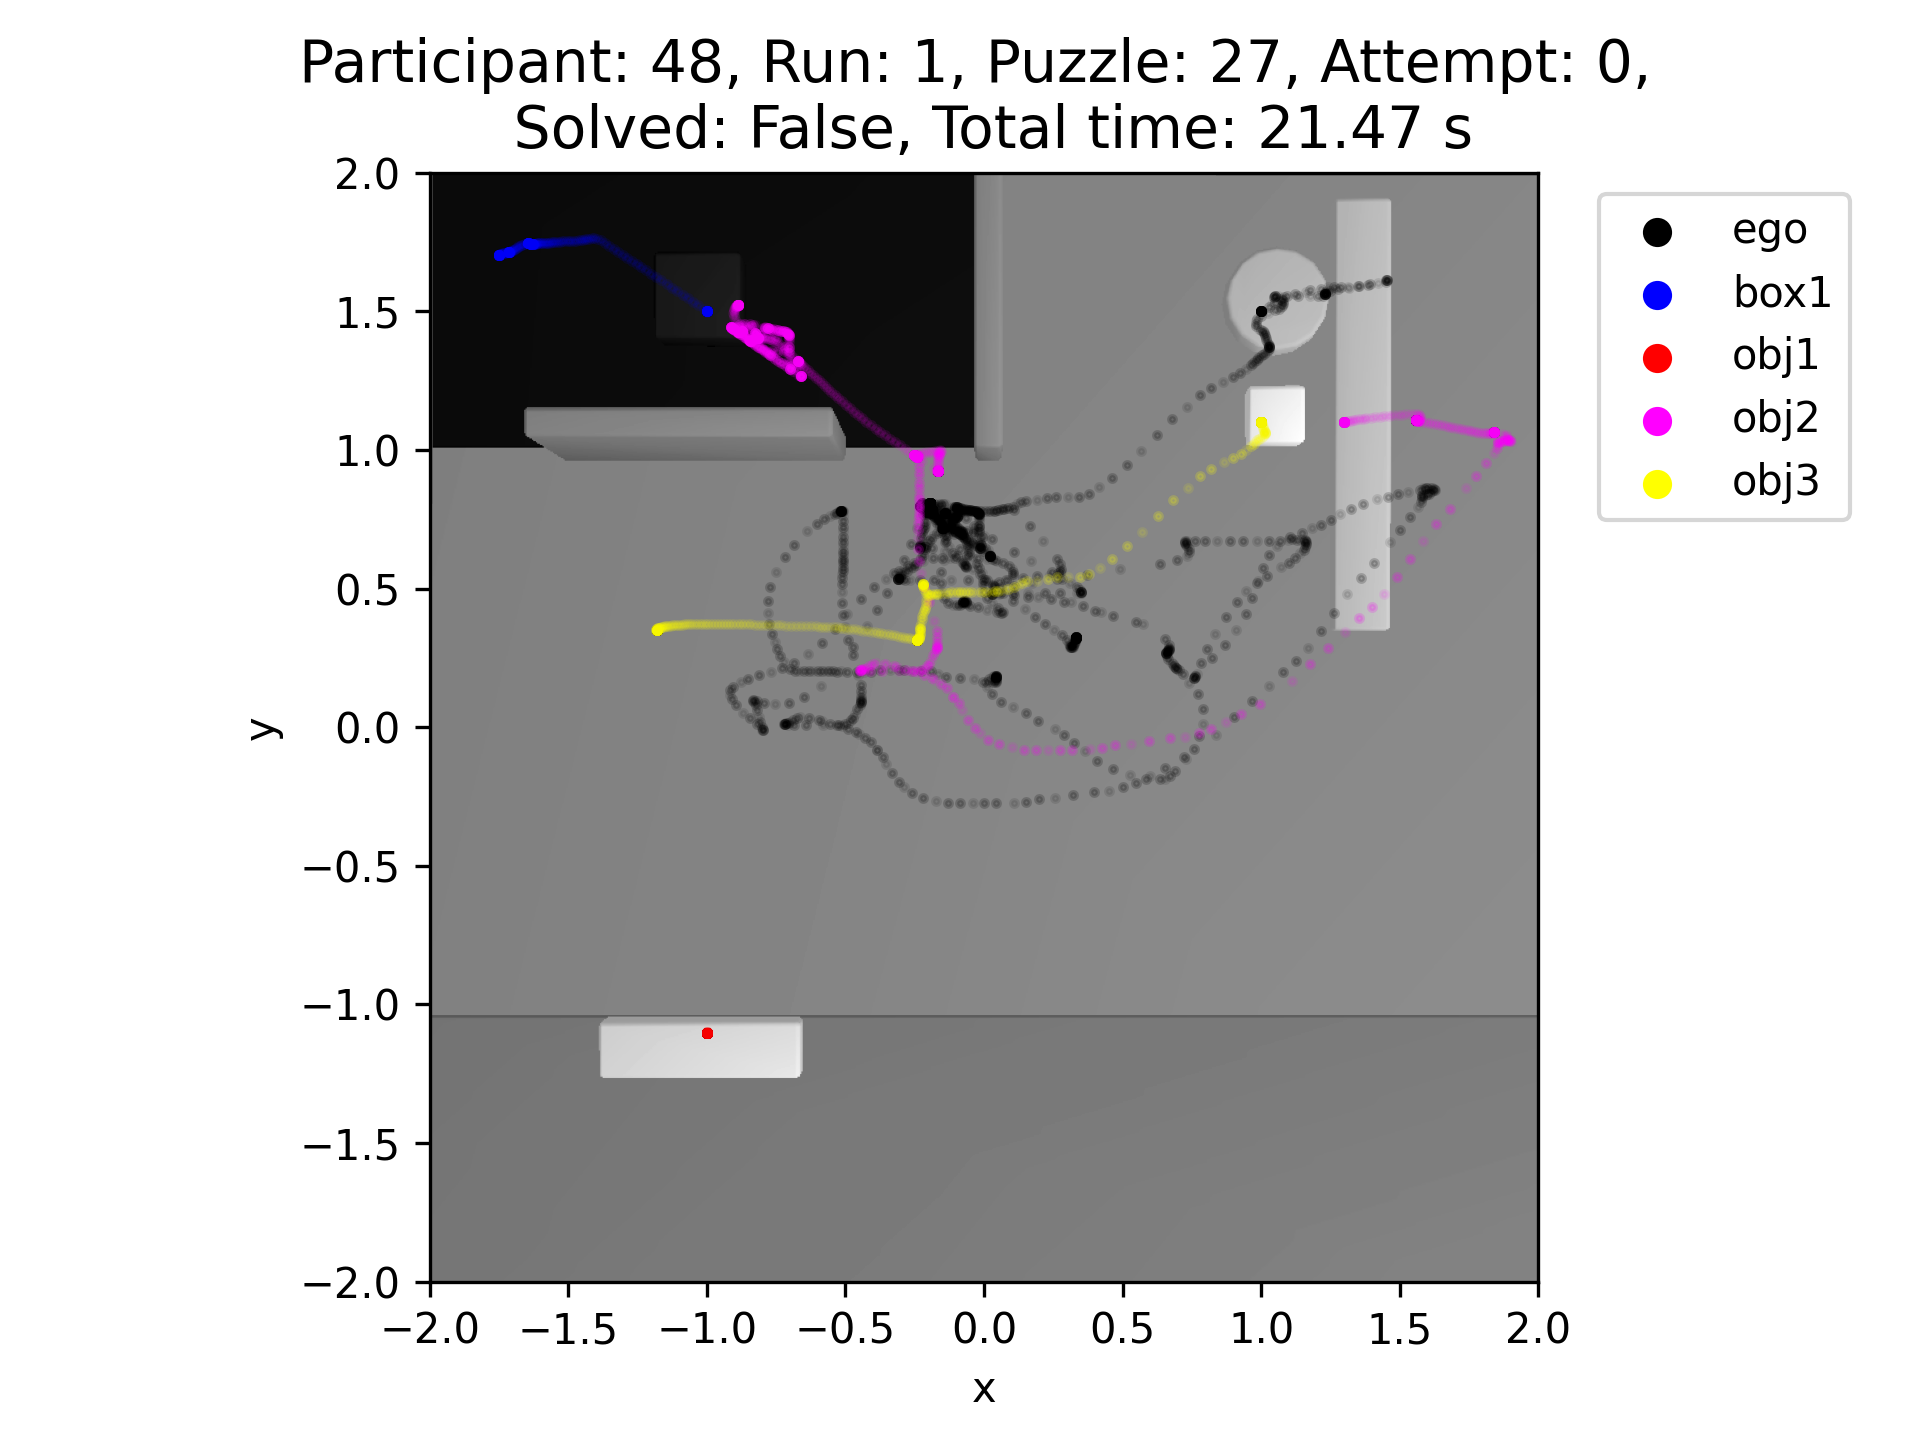 Participant: 48, Run: 1, Puzzle: 27, Attempt: 0,
Solved: False, Total time: 21.47 s
2.0
1.5
1.0
0.5
0.0
−0.5
−1.0
−1.5
−2.0
y
−2.0 −1.5 −1.0 −0.5 0.0 0.5 1.0 1.5 2.0
x
ego
box1
obj1
obj2
obj3